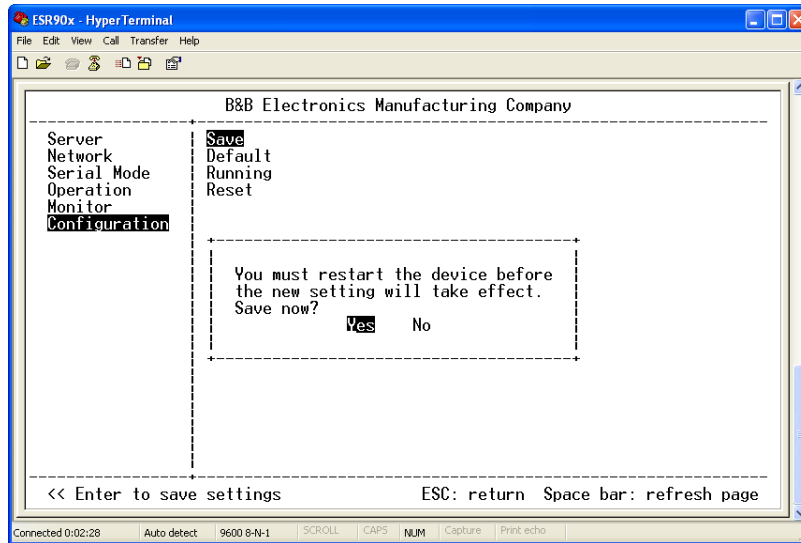 ESR90x - HyperTerminal
File Edit View Call Transfer Help
B&B Electronics Manufacturing Company
Server
Network
Serial Mode
Operation
Monitor
Configuration
Save
Default
Running
Reset
You must restart the device before
the new setting will take effect.
Save now?
Yes No
<< Enter to save settings ESC: return Space bar: refresh page
Connected 0:02:28 Auto detect 9600 8-N-1 SCROLL CAPS NUM Capture Print echo